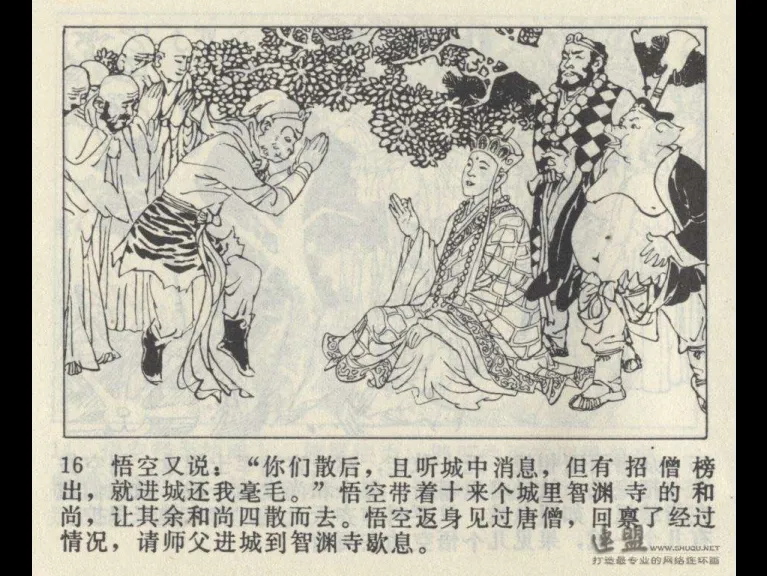 16 悟空又说：“你们散后，且听城中消息，但有招僧榜
出，就进城还我毫毛。”悟空带着十来个城里智渊寺的和
尚，让其余和尚四散而去。悟空返身见过唐僧，回禀了经过
情况，请师父进城到智渊寺歇息。
连盟 WWW.SHUQU.NET
打造最专业的网络连环画